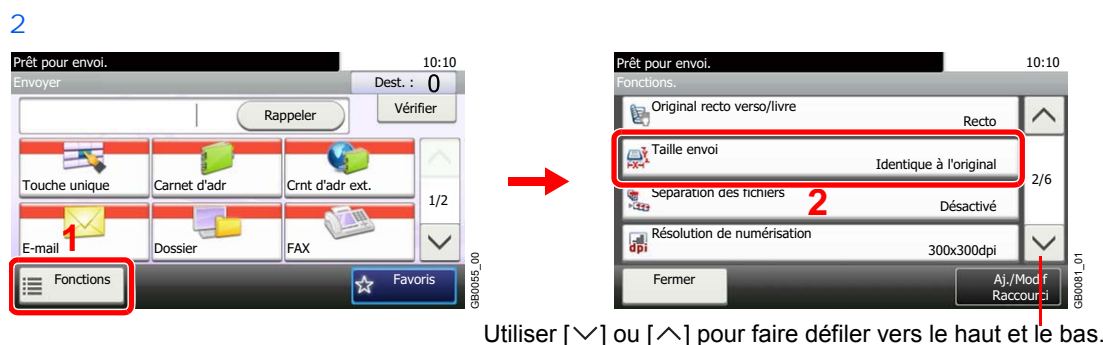 2
Prêt pour envoi.
10:10
Envoyer
Dest. : 0
Rappeler
Vérifier
Touche unique
Carnet d'adr
Crnt d'adr ext.
1/2
1
E-mail
Dossier
FAX
Fonctions
Favoris
GB0055_00
Prêt pour envoi.
10:10
Fonctions.
Original recto verso/livre
Recto
Taille envoi
Identique à l'original
2/6
Séparation des fichiers
2
Désactivé
dpi
Résolution de numérisation
300x300dpi
Fermer
Aj./Modif
Raccourci
GB0081_01
Utiliser [∨] ou [∧] pour faire défiler vers le haut et le bas.